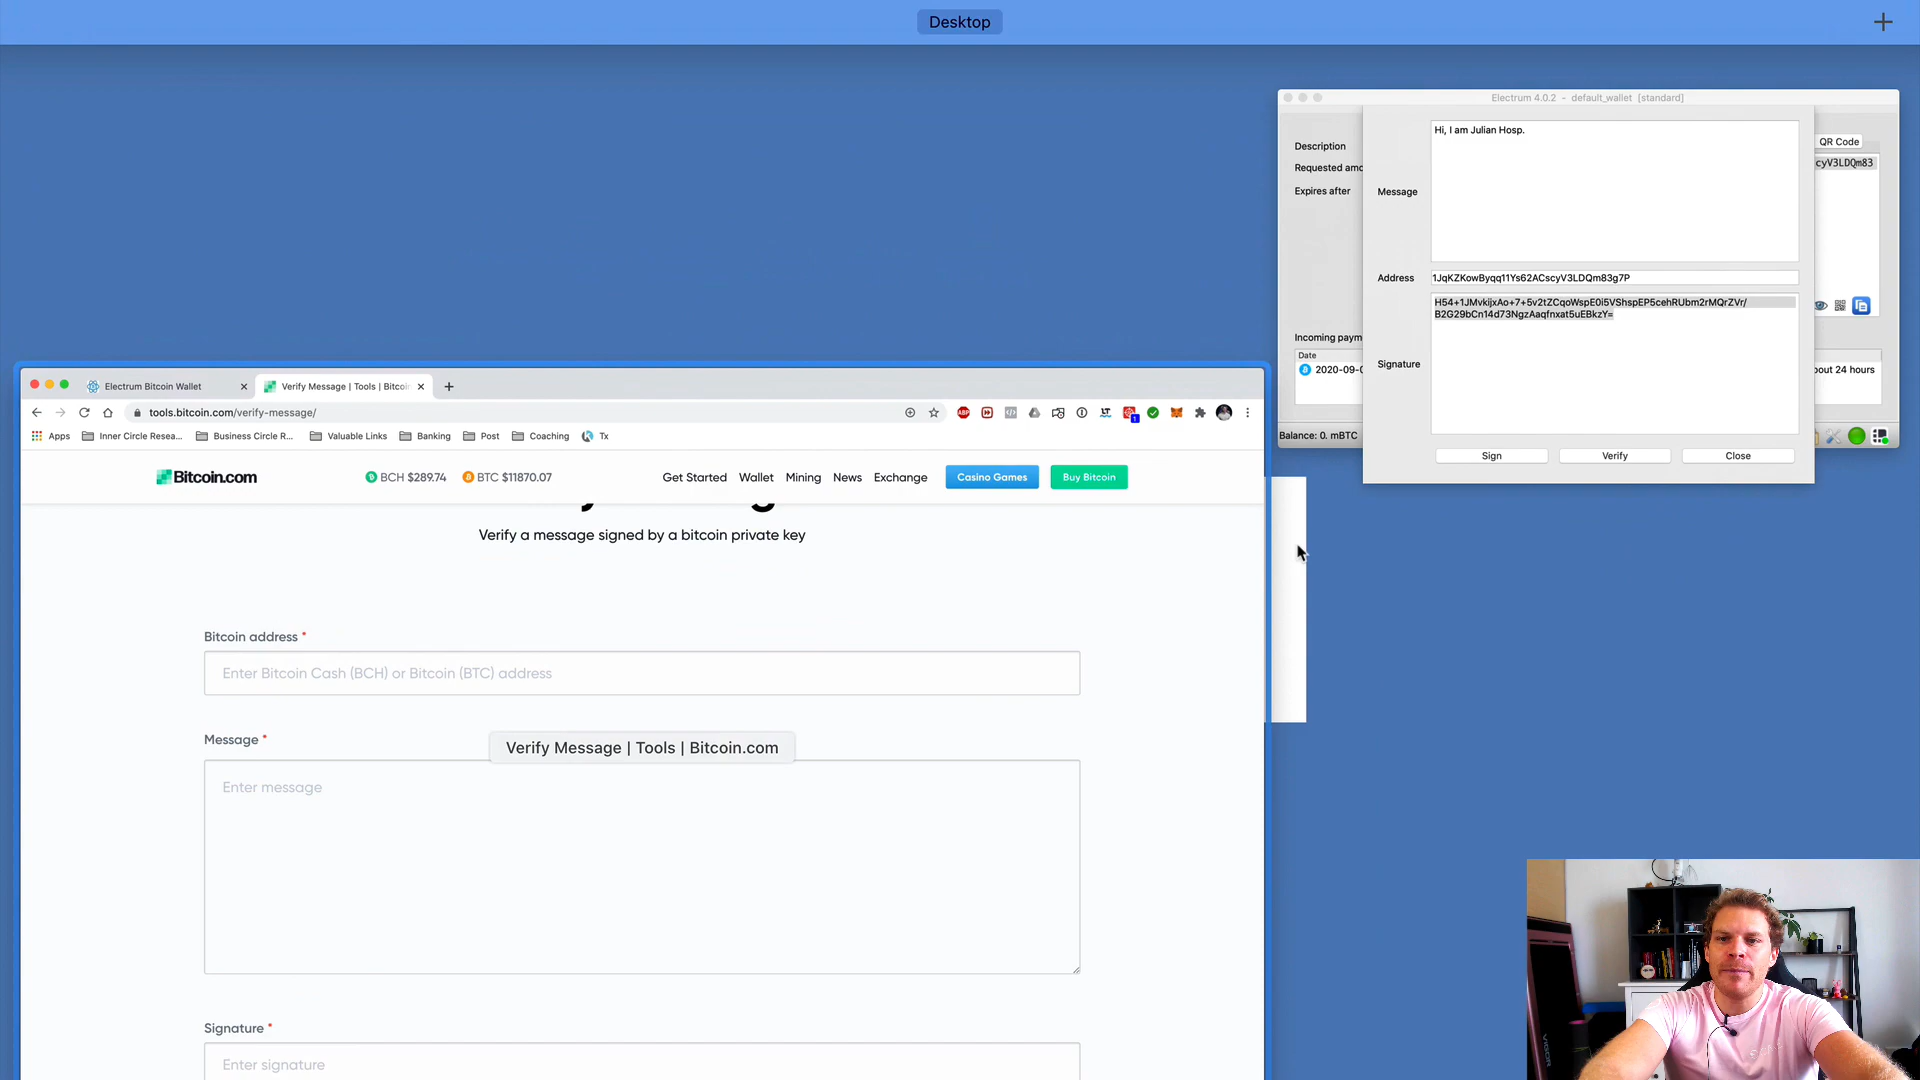 Desktop
Electrum 4.0.2 - default_wallet [standard]
Description
Requested amo
Expires after
QR Code
cyV3LDQm83
Message
Hi, I am Julian Hosp.
Address
1JqKZKowByqq11Ys62ACscyV3LDQm83g7P
Signature
H54+1JMvkijxAo+7+5v2tZCqoWspE0i5VShspEP5cehRUbm2rMQrZVr/
B2G29bCn14d73NgzAaqfnxat5uEBkzY=
Incoming paym
Date
2020-09-0
bout 24 hours
Balance: 0. mBTC
Sign
Verify
Close
Electrum Bitcoin Wallet
Verify Message | Tools | Bitcoin
tools.bitcoin.com/verify-message/
Apps
Inner Circle Resea...
Business Circle R...
Valuable Links
Banking
Post
Coaching
Tx
Bitcoin.com
BCH $289.74
BTC $11870.07
Get Started
Wallet
Mining
News
Exchange
Casino Games
Buy Bitcoin
Verify a message signed by a bitcoin private key
Bitcoin address *
Enter Bitcoin Cash (BCH) or Bitcoin (BTC) address
Message *
Verify Message | Tools | Bitcoin.com
Enter message
Signature *
Enter signature